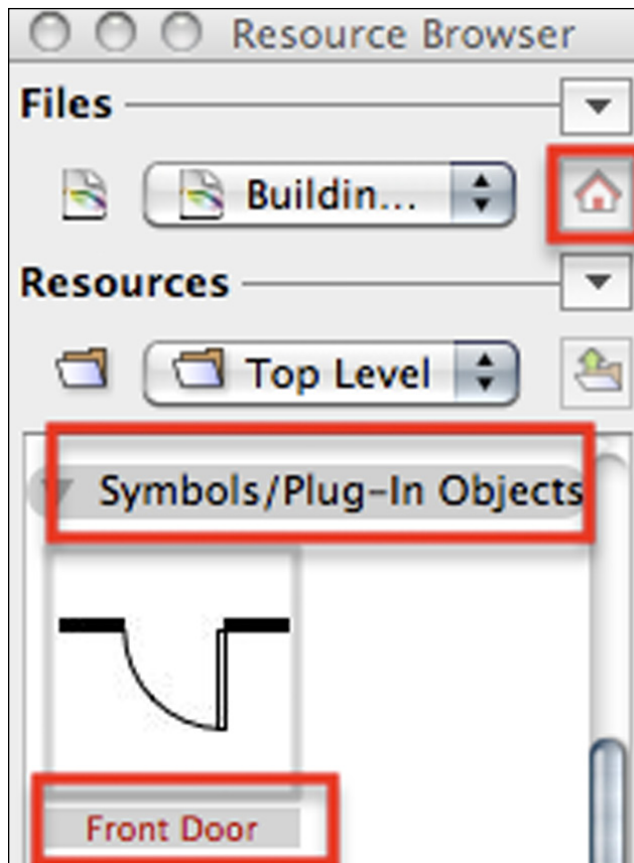 Resource Browser
Files
Buildin...
Resources
Top Level
Symbols/Plug-In Objects
Front Door